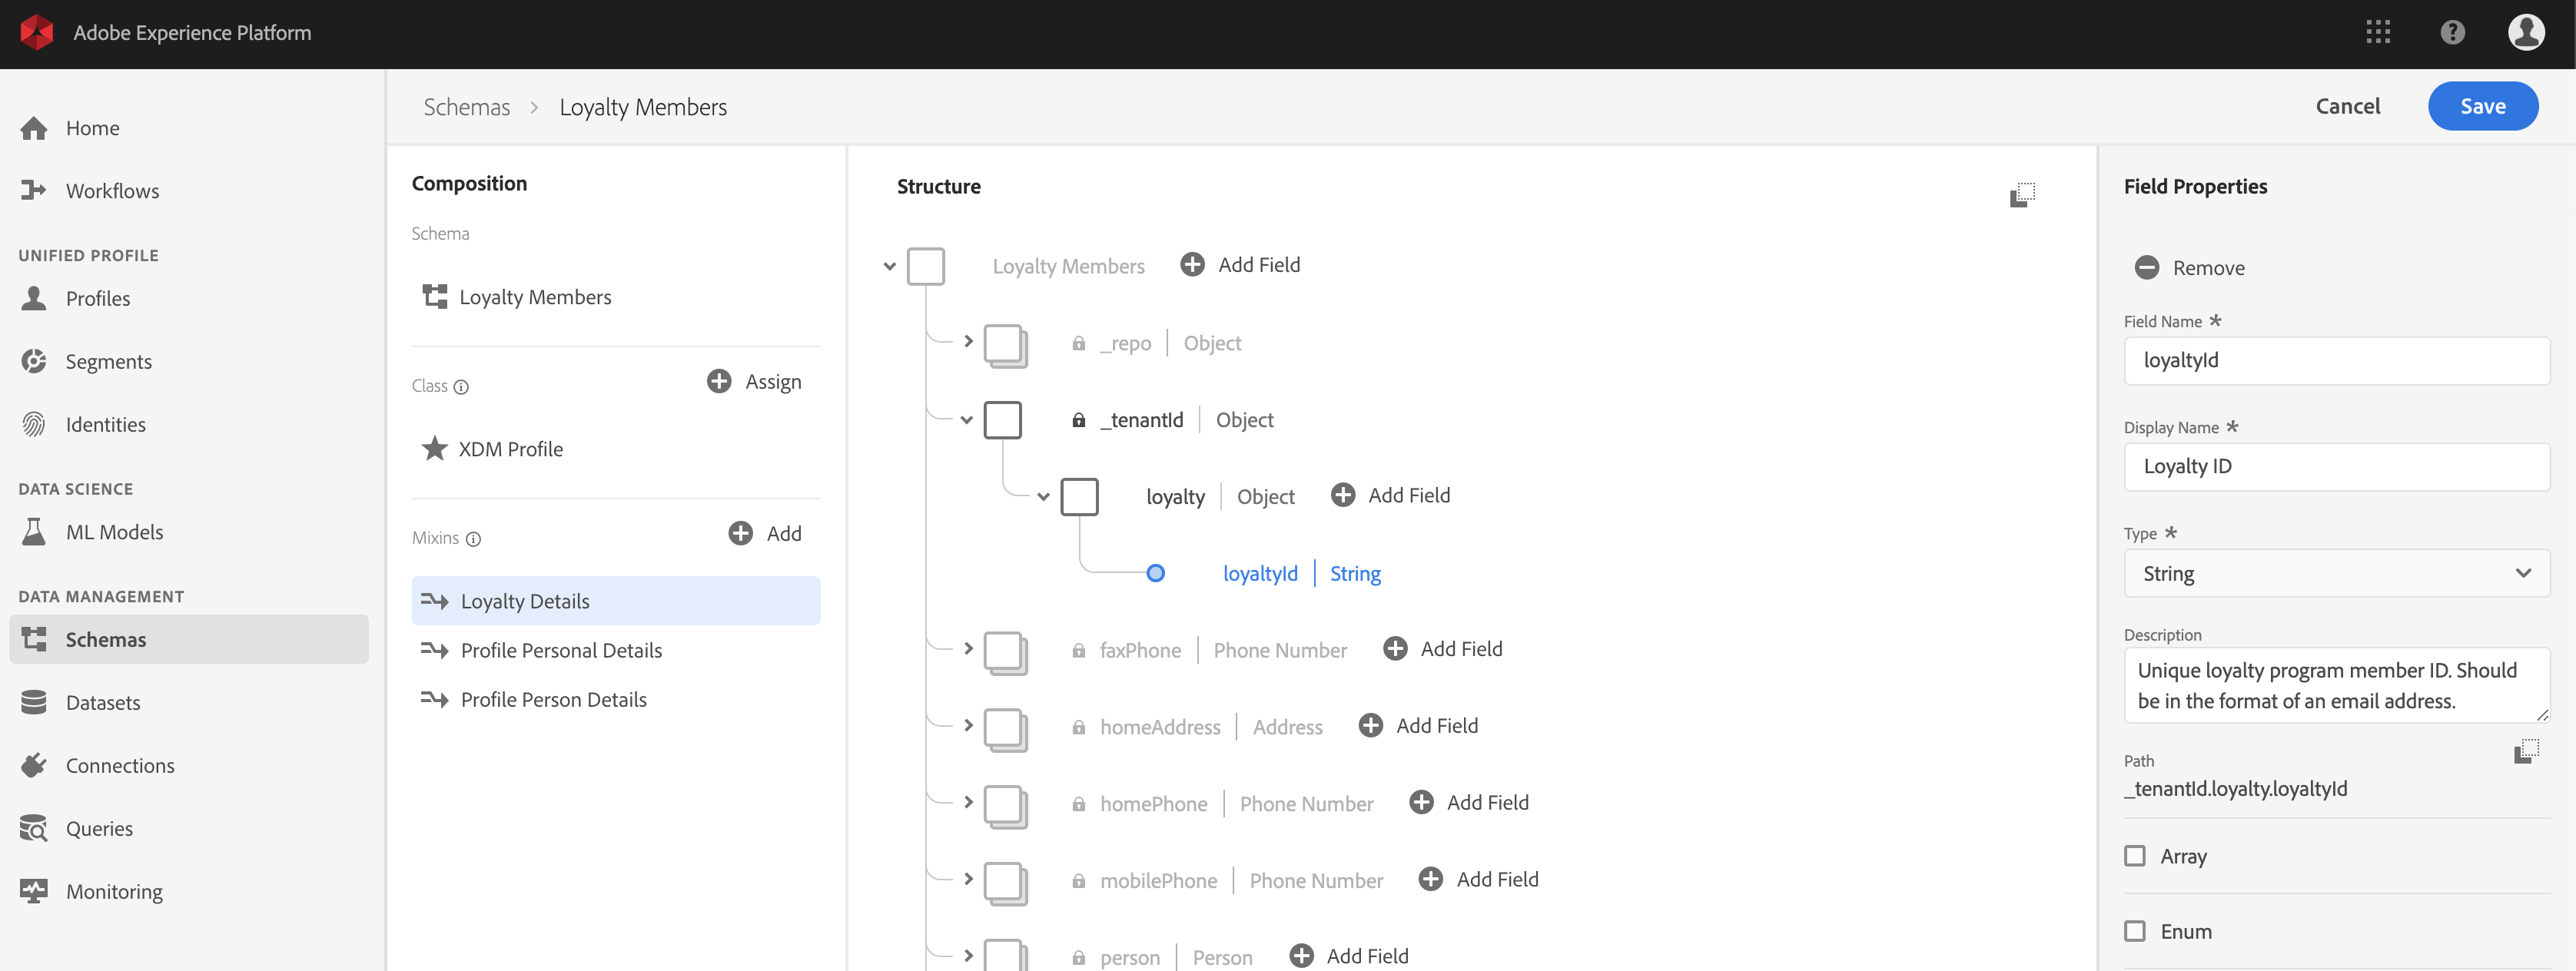 Adobe Experience Platform
Home
Workflows
UNIFIED PROFILE
Profiles
Segments
Identities
DATA SCIENCE
ML Models
DATA MANAGEMENT
Schemas
Datasets
Connections
Queries
Monitoring
Schemas > Loyalty Members
Cancel
Save
Composition
Schema
Loyalty Members
Class
Assign
XDM Profile
Mixins
Add
Loyalty Details
Profile Personal Details
Profile Person Details
Structure
Loyalty Members Add Field
_repo | Object
_tenantId | Object
loyalty | Object Add Field
loyaltyId | String
faxPhone | Phone Number Add Field
homeAddress | Address Add Field
homePhone | Phone Number Add Field
mobilePhone | Phone Number Add Field
person | Person Add Field
Field Properties
Remove
Field Name *
loyaltyId
Display Name *
Loyalty ID
Type *
String
Description
Unique loyalty program member ID. Should
be in the format of an email address.
Path
_tenantId.loyalty.loyaltyId
Array
Enum